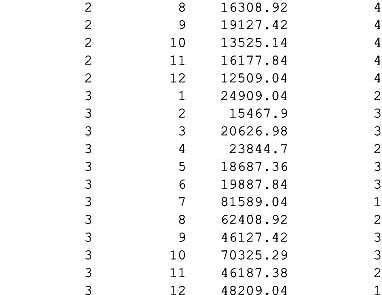 2 8 16308.92 4
2 9 19127.42 4
2 10 13525.14 4
2 11 16177.84 4
2 12 12509.04 4
3 1 24909.04 2
3 2 15467.9 3
3 3 20626.98 3
3 4 23844.7 2
3 5 18687.36 3
3 6 19887.84 3
3 7 81589.04 1
3 8 62408.92 2
3 9 46127.42 3
3 10 70325.29 3
3 11 46187.38 2
3 12 48209.04 1